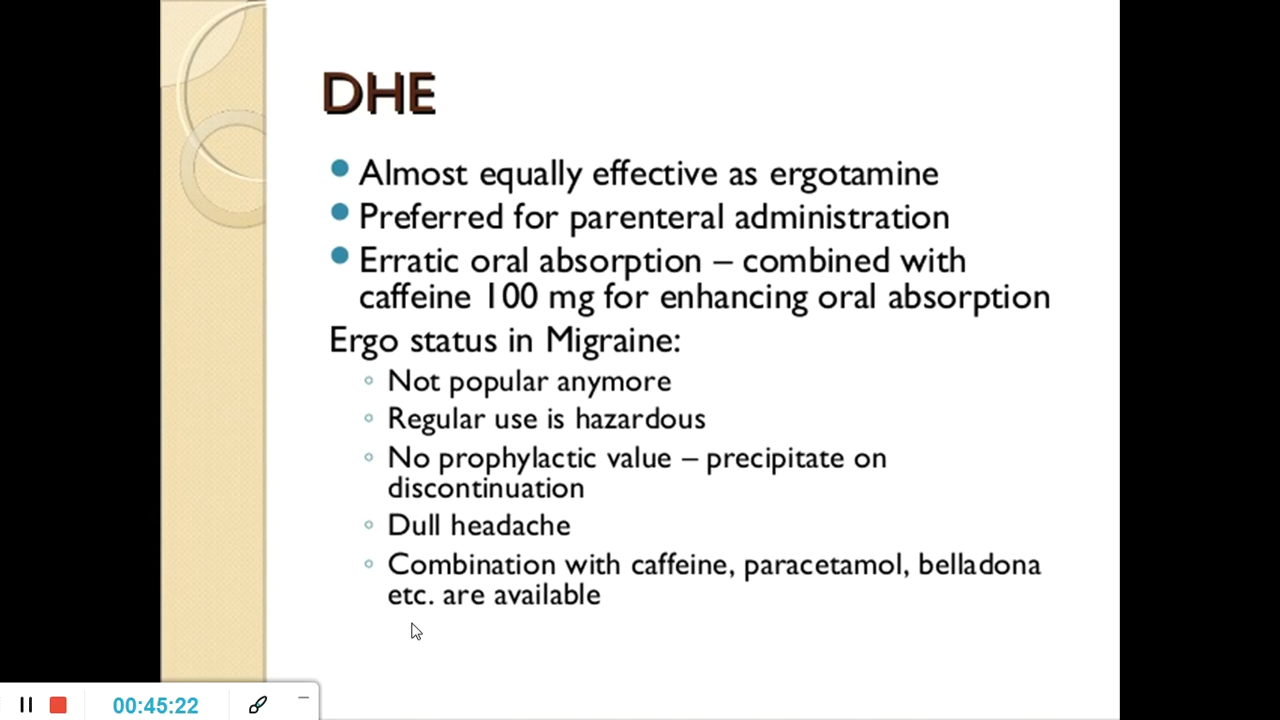 DHE
Almost equally effective as ergotamine
Preferred for parenteral administration
Erratic oral absorption – combined with
caffeine 100 mg for enhancing oral absorption
Ergo status in Migraine:
Not popular anymore
Regular use is hazardous
No prophylactic value – precipitate on
discontinuation
Dull headache
Combination with caffeine, paracetamol, belladona
etc. are available
00:45:22